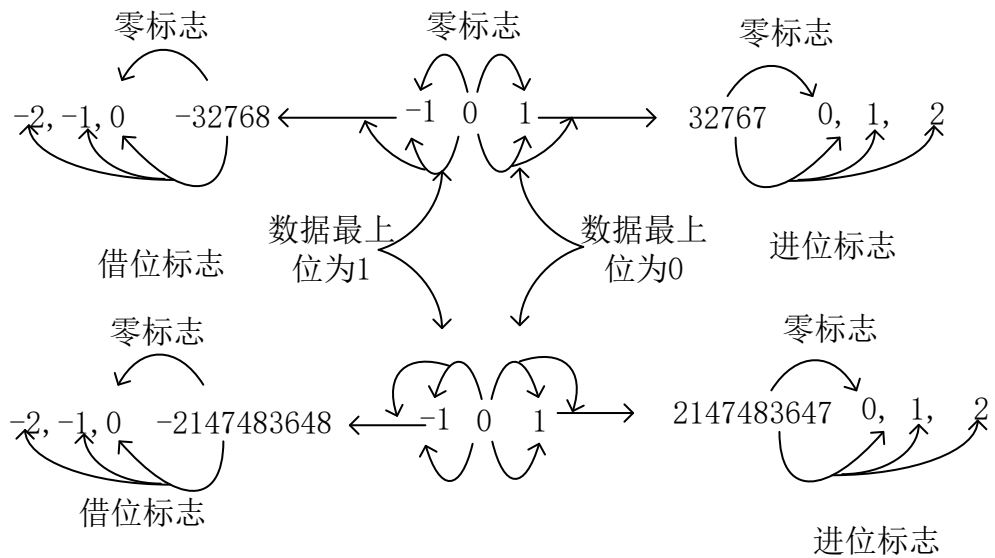 零标志
零标志
零标志
-2,-1,0 -32768
-1 0 1
32767 0, 1, 2
数据最上
位为1
数据最上
位为0
借位标志
进位标志
零标志
零标志
-2,-1,0 -2147483648
-1 0 1
2147483647 0, 1, 2
借位标志
进位标志